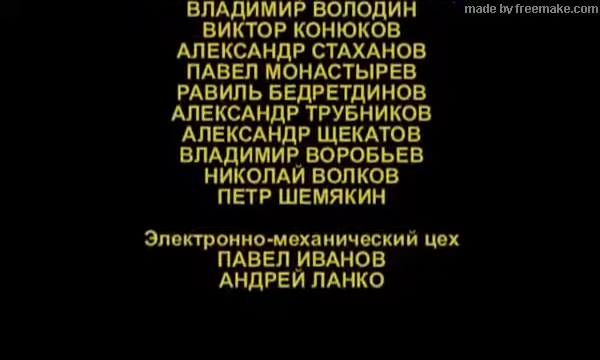 made by freemake.com
ВЛАДИМИР ВОЛОДИН
ВИКТОР КОНЮКОВ
АЛЕКСАНДР СТАХАНОВ
ПАВЕЛ МОНАСТЫРЕВ
РАВИЛЬ БЕДРЕТДИНОВ
АЛЕКСАНДР ТРУБНИКОВ
АЛЕКСАНДР ЩЕКАТОВ
ВЛАДИМИР ВОРОБЬЕВ
НИКОЛАЙ ВОЛКОВ
ПЕТР ШЕМЯКИН
Электронно-механический цех
ПАВЕЛ ИВАНОВ
АНДРЕЙ ЛАНКО